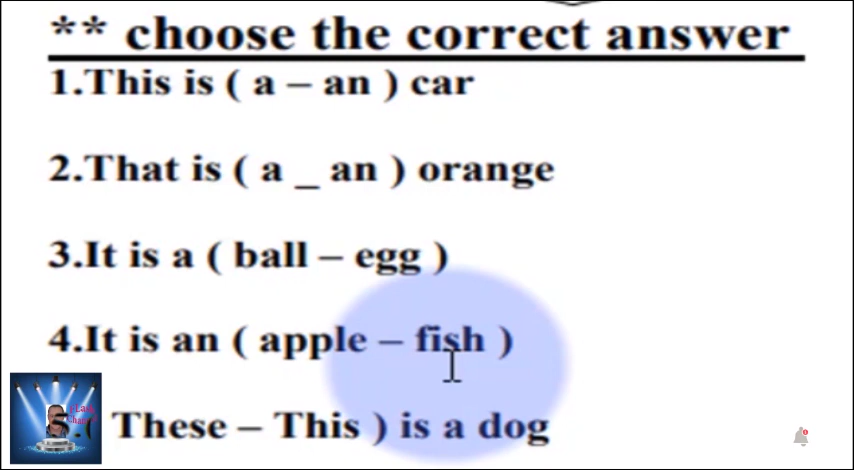 ** choose the correct answer
1.This is ( a – an ) car
2.That is ( a _ an ) orange
3.It is a ( ball – egg )
4.It is an ( apple – fish )
These – This ) is a dog